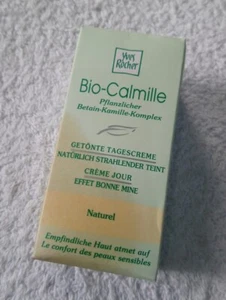 Yves
Rocher
Bio-Calmille
Pflanzlicher
Betain-Kamille-Komplex
GETÖNTE TAGESCREME
NATÜRLICH STRAHLENDER TEINT
CRÈME JOUR
EFFET BONNE MINE
Naturel
Empfindliche Haut atmet auf
Le confort des peaux sensibles